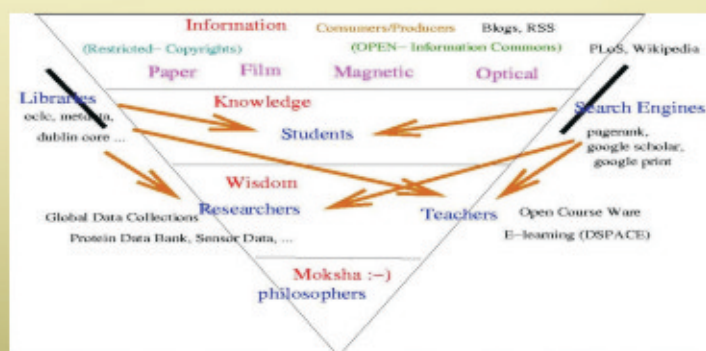 Information Consumers/Producers Blogs, RSS
(Restricted- Copyrights) (OPEN- Information Commons) PLoS, Wikipedia
Paper Film Magnetic Optical
Libraries Knowledge Search Engines
oclc, metadata, Students pagerank,
dublin core ... google scholar,
google print
Wisdom
Global Data Collections Researchers Teachers Open Course Ware
Protein Data Bank, Sensor Data, ... E-learning (DSPACE)
Moksha :-)
philosophers